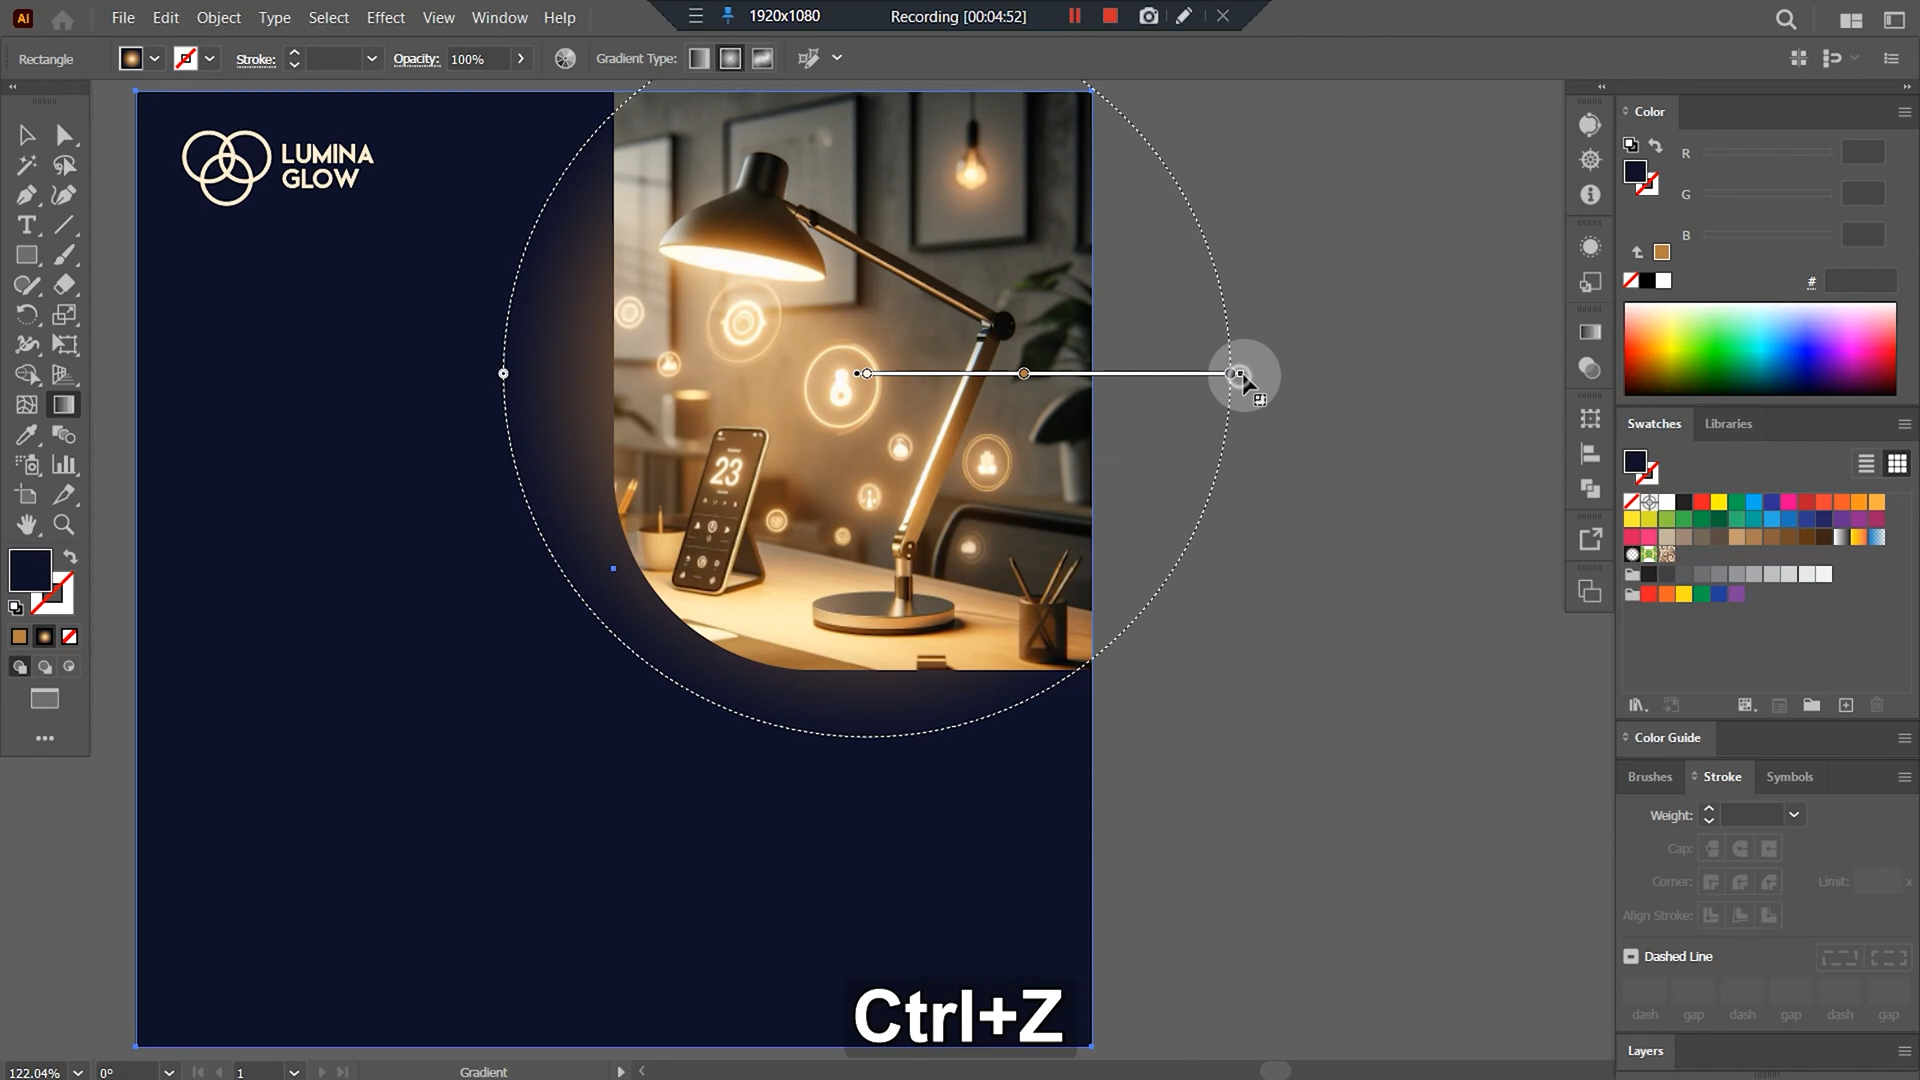 Ai File Edit Object Type Select Effect View Window Help
1920x1080 Recording [00:04:52]
Rectangle Stroke: Opacity: 100% Gradient Type:
LUMINA
GLOW
23
Color
R
G
B
#
Swatches Libraries
Color Guide
Brushes Stroke Symbols
Weight:
Cap:
Corner: Limit: x
Align Stroke:
Dashed Line
dash gap dash gap dash gap
Layers
Ctrl+Z
122.04% 0° 1 Gradient